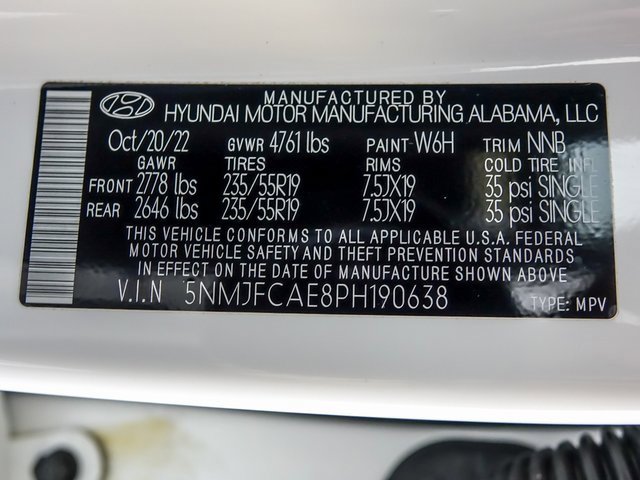 MANUFACTURED BY
HYUNDAI MOTOR MANUFACTURING ALABAMA, LLC
Oct/20/22 GVWR 4761 lbs PAINT W6H TRIM NNB
GAWR TIRES RIMS COLD TIRE INFL
FRONT 2778 lbs 235/55R19 7.5JX19 35 psi SINGLE
REAR 2646 lbs 235/55R19 7.5JX19 35 psi SINGLE
THIS VEHICLE CONFORMS TO ALL APPLICABLE U.S.A. FEDERAL
MOTOR VEHICLE SAFETY AND THEFT PREVENTION STANDARDS
IN EFFECT ON THE DATE OF MANUFACTURE SHOWN ABOVE.
V.I.N 5NMJFCAE8PH190638 TYPE: MPV